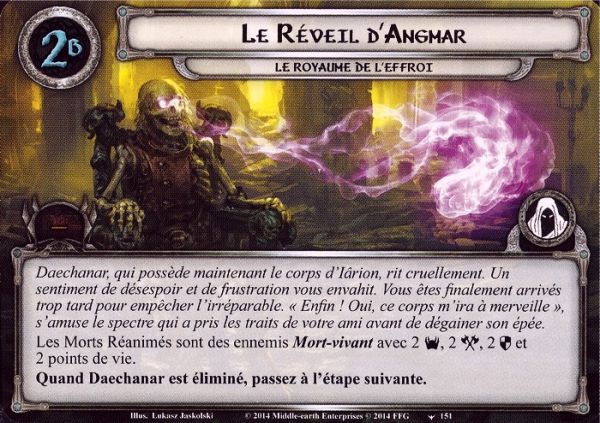 2B
LE RÉVEIL D'ANGMAR
LE ROYAUME DE L'EFFROI
Daechanar, qui possède maintenant le corps d'Iârion, rit cruellement. Un
sentiment de désespoir et de frustration vous envahit. Vous êtes finalement arrivés
trop tard pour empêcher l'irréparable. « Enfin ! Oui, ce corps m'ira à merveille »,
s'amuse le spectre qui a pris les traits de votre ami avant de dégainer son épée.
Les Morts Réanimés sont des ennemis Mort-vivant avec 2 , 2 , 2 et
2 points de vie.
Quand Daechanar est éliminé, passez à l'étape suivante.
Illus. Lukasz Jaskolski © 2014 Middle-earth Enterprises © 2014 FFG 151